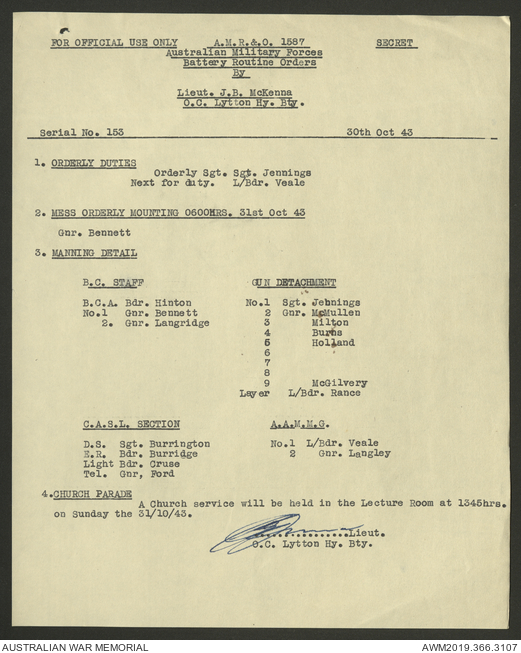 FOR OFFICIAL USE ONLY A.M.R.&.O. 1587 SECRET
Australian Military Forces
Battery Routine Orders
By
Lieut. J.B. McKenna
O.C. Lytton Hy. Bty.
Serial No. 153 30th Oct 43
1. ORDERLY DUTIES
Orderly Sgt. Sgt. Jennings
Next for duty. L/Bdr. Veale
2. MESS ORDERLY MOUNTING 0600HRS. 31st Oct 43
Gnr. Bennett
3. MANNING DETAIL
B.C. STAFF
B.C.A. Bdr. Hinton
No.1 Gnr. Bennett
2. Gnr. Langridge
GUN DETACHMENT
No.1 Sgt. Jennings
2 Gnr. McMullen
3 Milton
4 Burns
5 Holland
6
7
8
9 McGilvery
Layer L/Bdr. Rance
C.A.S.L. SECTION
D.S. Sgt. Burrington
E.R. Bdr. Burridge
Light Bdr. Cruse
Tel. Gnr, Ford
A.A.M.M.G.
No.1 L/Bdr. Veale
2 Gnr. Langley
4.CHURCH PARADE
A Church service will be held in the Lecture Room at 1345hrs.
on Sunday the 31/10/43.
................Lieut.
O.C. Lytton Hy. Bty.
AUSTRALIAN WAR MEMORIAL AWM2019.366.3107